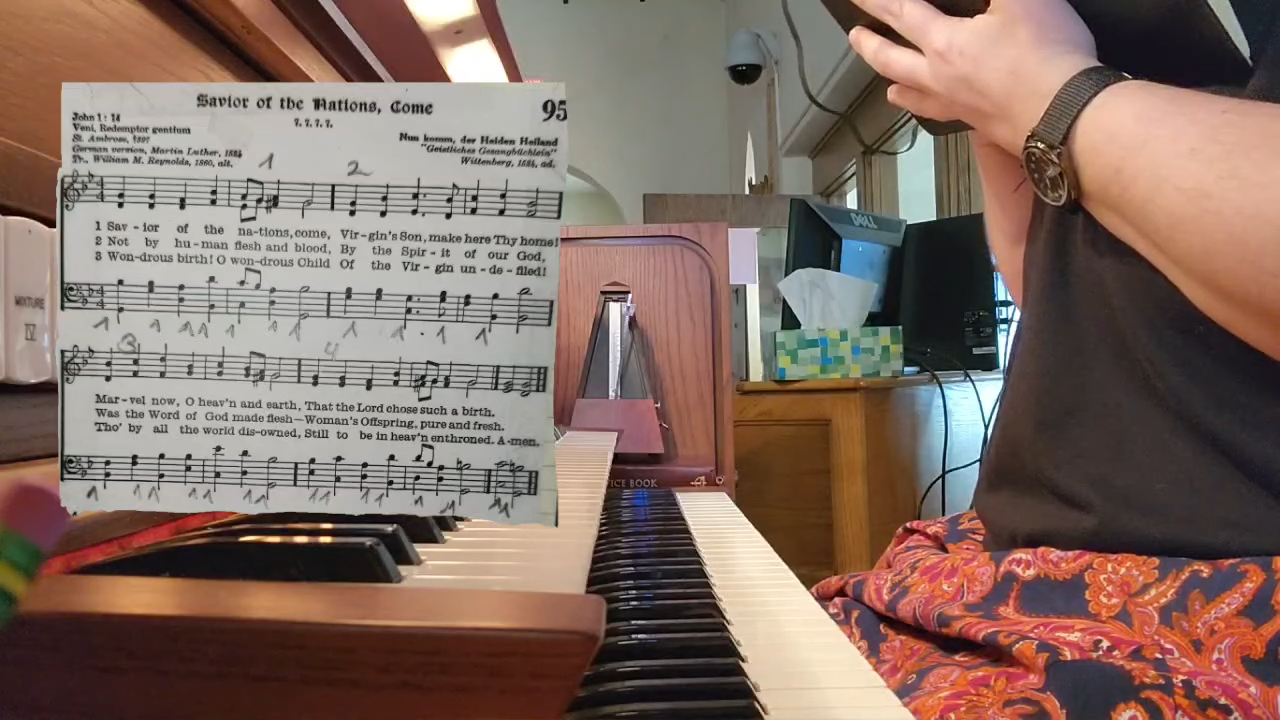 Savior of the Nations, Come
95
7. 7. 7. 7.
John 1: 14
Veni, Redemptor gentium
St. Ambrose, †397
German version, Martin Luther, 1524
Tr., William M. Reynolds, 1860, alt.
Nun komm, der Heiden Heiland
"Geistliches Gesangbüchlein"
Wittenberg, 1524, ad.
1 2
1 Sav - ior of the na-tions, come, Vir-gin's Son, make here Thy home!
2 Not by hu-man flesh and blood, By the Spir - it of our God,
3 Won-drous birth! O won-drous Child Of the Vir - gin un - de - filed!
3 4
Mar-vel now, O heav'n and earth, That the Lord chose such a birth.
Was the Word of God made flesh—Woman's Offspring, pure and fresh.
Tho' by all the world dis-owned, Still to be in heav'n enthroned. A-men.
MIXTURE
IV
DELL
ICE BOOK